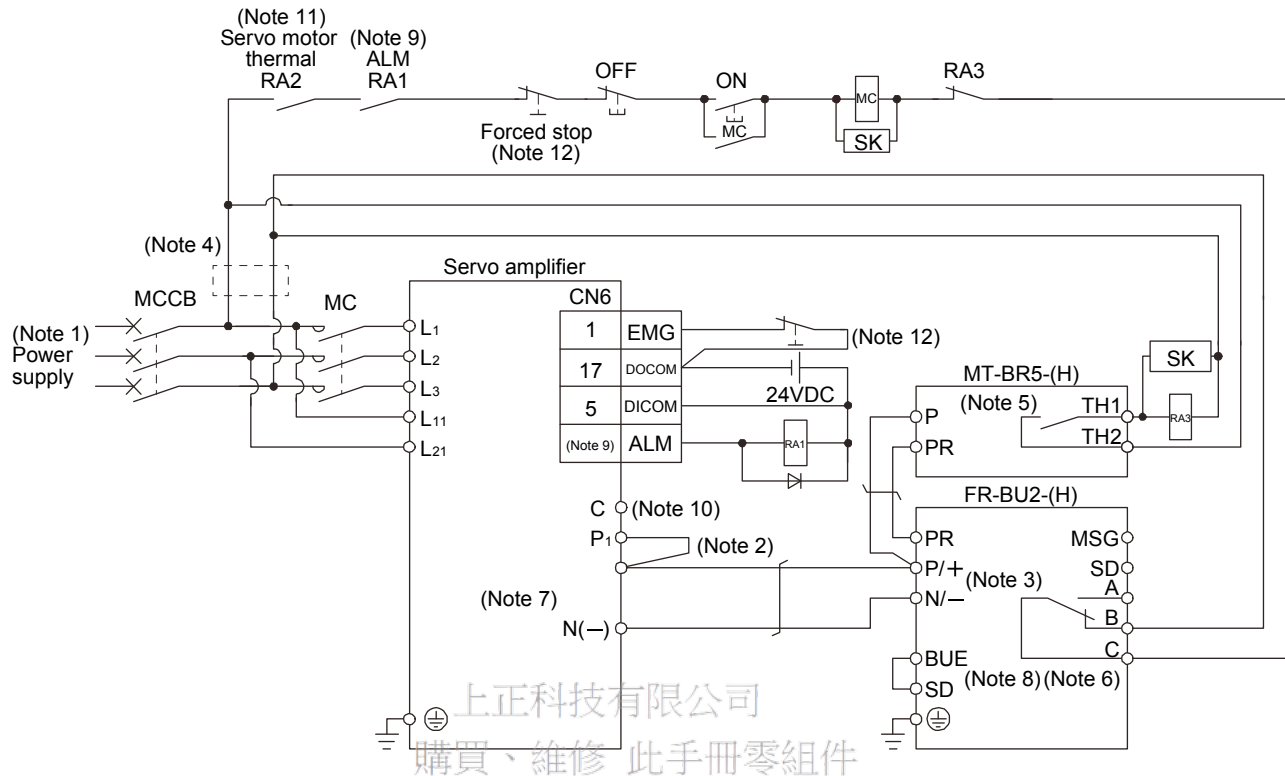 (Note 11)
Servo motor
thermal
RA2
(Note 9)
ALM
RA1
OFF
ON
RA3
MC
SK
MC
Forced stop
(Note 12)
(Note 4)
Servo amplifier
MCCB
MC
(Note 1)
Power
supply
L1
L2
L3
L11
L21
CN6
1 EMG
17 DOCOM
5 DICOM
(Note 9) ALM
(Note 12)
24VDC
RA1
SK
MT-BR5-(H)
P
(Note 5)
TH1
RA3
PR
TH2
FR-BU2-(H)
C (Note 10)
P1
(Note 2)
(Note 7)
N(−)
PR
MSG
SD
P/+
(Note 3)
A
N/−
B
C
BUE
(Note 8) (Note 6)
SD
上正科技有限公司
購買、維修 此手冊零組件